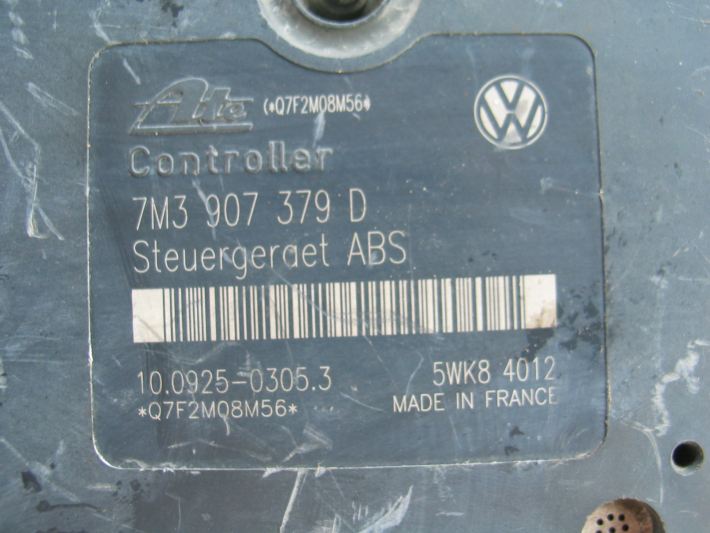 Ate (*Q7F2M08M56*
Controller
7M3 907 379 D
Steuergeraet ABS
10.0925-0305.3 5WK8 4012
*Q7F2M08M56* MADE IN FRANCE